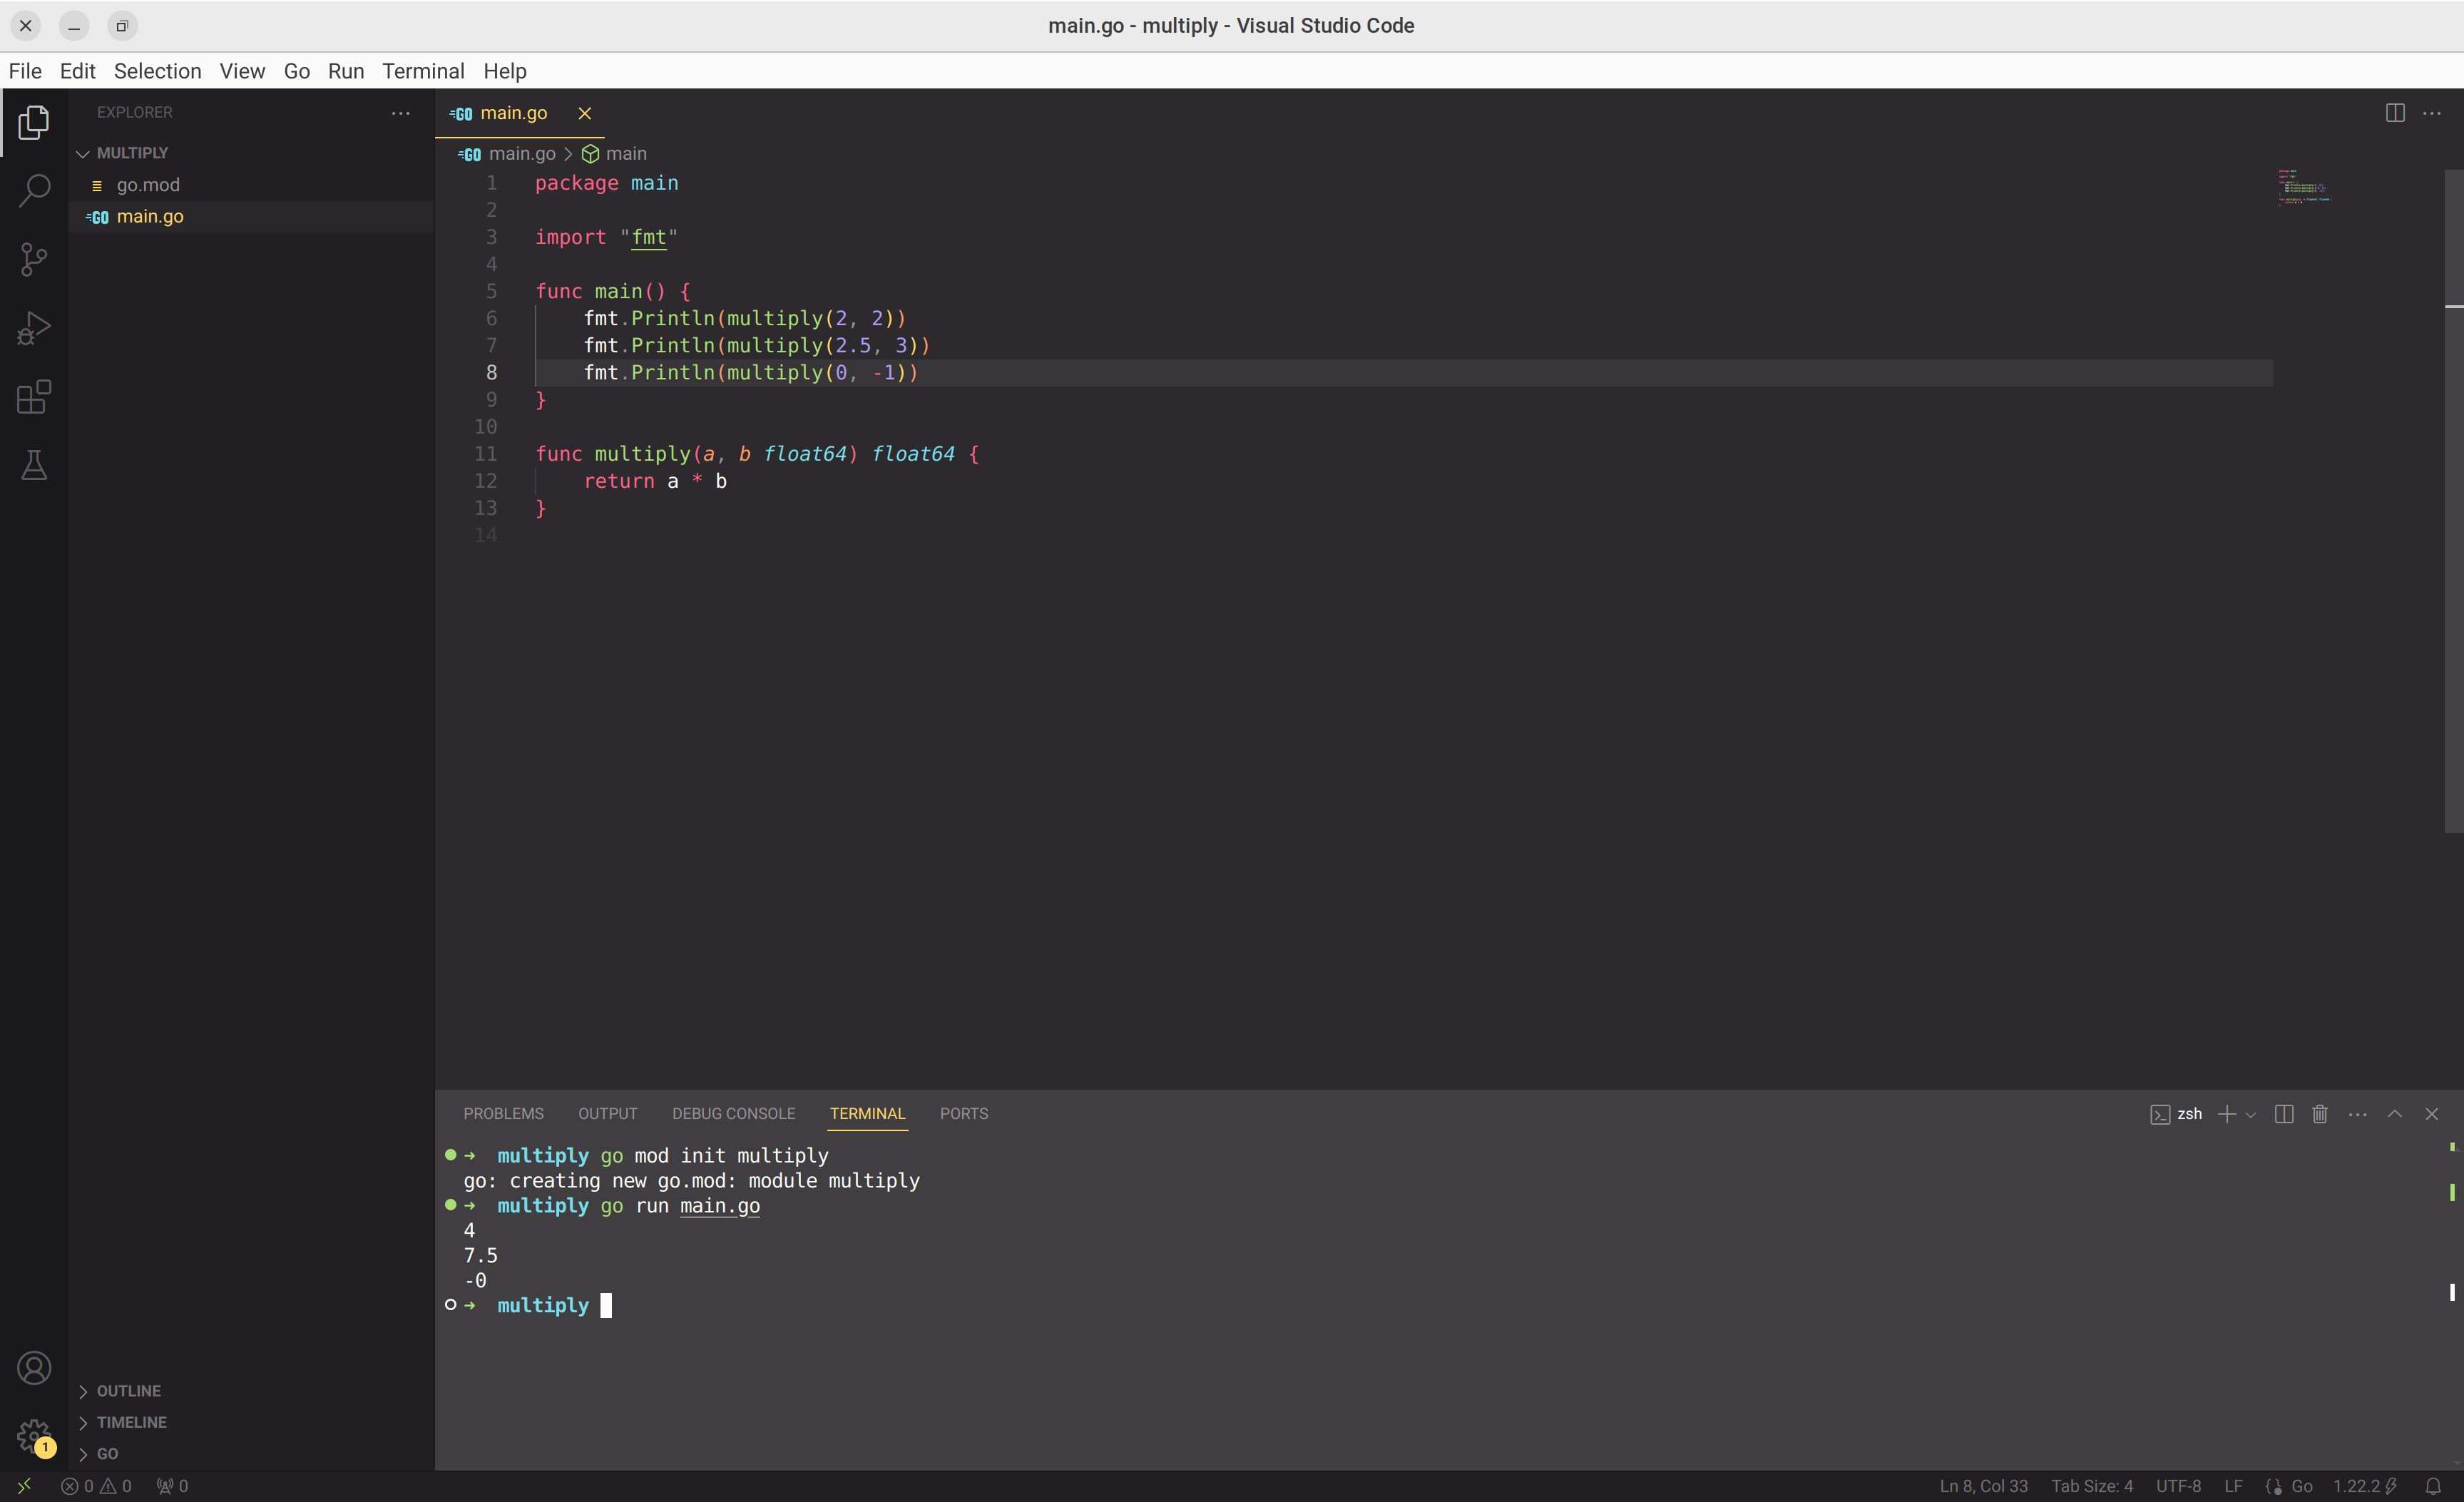 main.go - multiply - Visual Studio Code
File Edit Selection View Go Run Terminal Help
EXPLORER
MULTIPLY
go.mod
GO main.go
GO main.go
GO main.go > main
1 package main
2
3 import "fmt"
4
5 func main() {
6 fmt.Println(multiply(2, 2))
7 fmt.Println(multiply(2.5, 3))
8 fmt.Println(multiply(0, -1))
9 }
10
11 func multiply(a, b float64) float64 {
12 return a * b
13 }
14
PROBLEMS OUTPUT DEBUG CONSOLE TERMINAL PORTS
zsh
➜ multiply go mod init multiply
go: creating new go.mod: module multiply
➜ multiply go run main.go
4
7.5
-0
➜ multiply
OUTLINE
TIMELINE
GO
1
0 0 0
Ln 8, Col 33 Tab Size: 4 UTF-8 LF Go 1.22.2